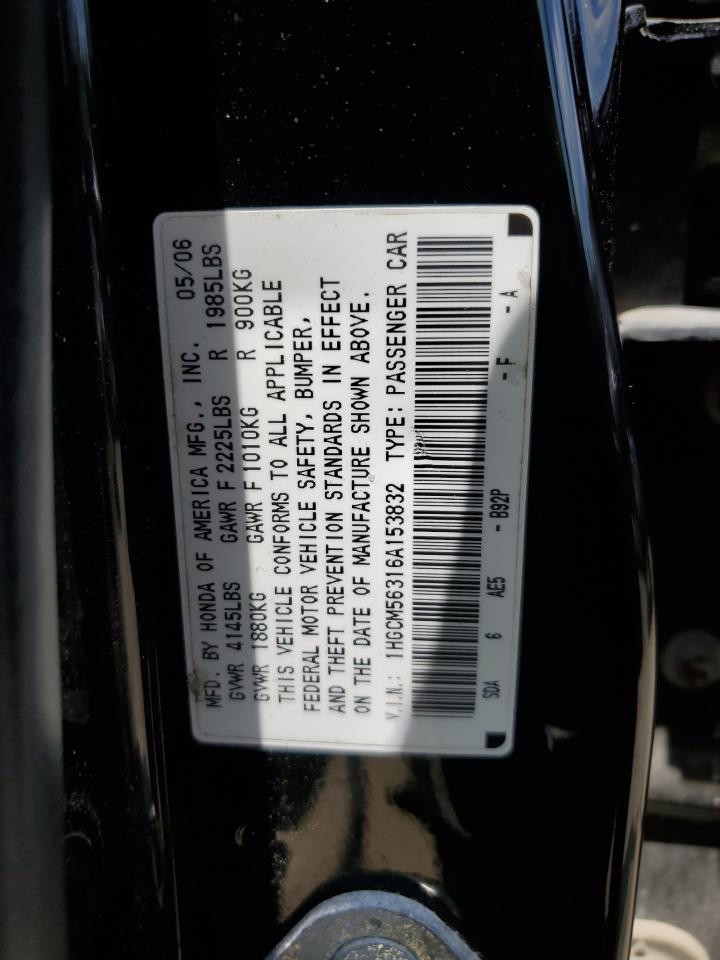 MFD. BY HONDA OF AMERICA MFG., INC. 05/06
GVWR 4145LBS GAWR F 2225LBS R 1985LBS
GVWR 1880KG GAWR F 1010KG R 900KG
THIS VEHICLE CONFORMS TO ALL APPLICABLE
FEDERAL MOTOR VEHICLE SAFETY, BUMPER,
AND THEFT PREVENTION STANDARDS IN EFFECT
ON THE DATE OF MANUFACTURE SHOWN ABOVE.
V.I.N.: 1HGCM56316A153832 TYPE: PASSENGER CAR
SDA 6 AE5 - B92P - F - A